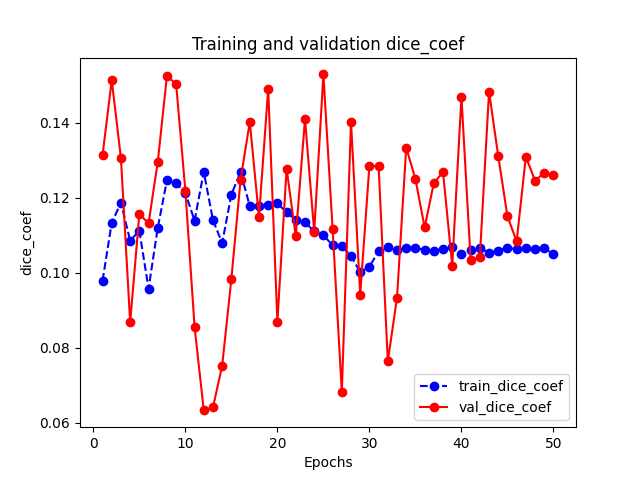 Training and validation dice_coef
dice_coef
0.14
0.12
0.10
0.08
0.06
train_dice_coef
val_dice_coef
0
10
20
30
40
50
Epochs